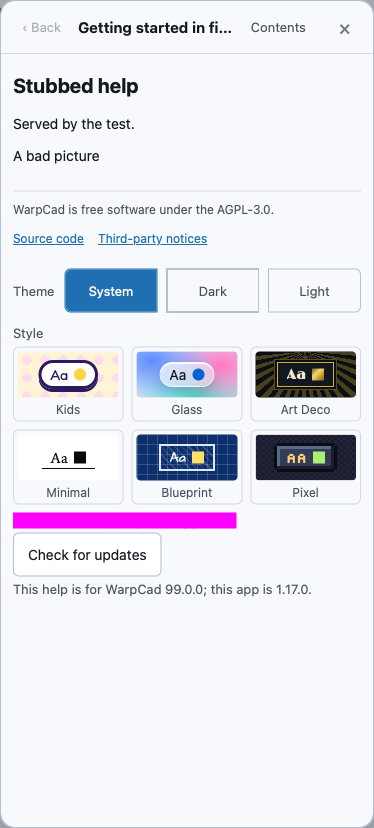 ‹ Back Getting started in fi... Contents ×
Stubbed help
Served by the test.
A bad picture
WarpCad is free software under the AGPL-3.0.
Source code Third-party notices
Theme System Dark Light
Style
Aa Aa Aa
Kids Glass Art Deco
Aa Aa AA
Minimal Blueprint Pixel
Check for updates
This help is for WarpCad 99.0.0; this app is 1.17.0.